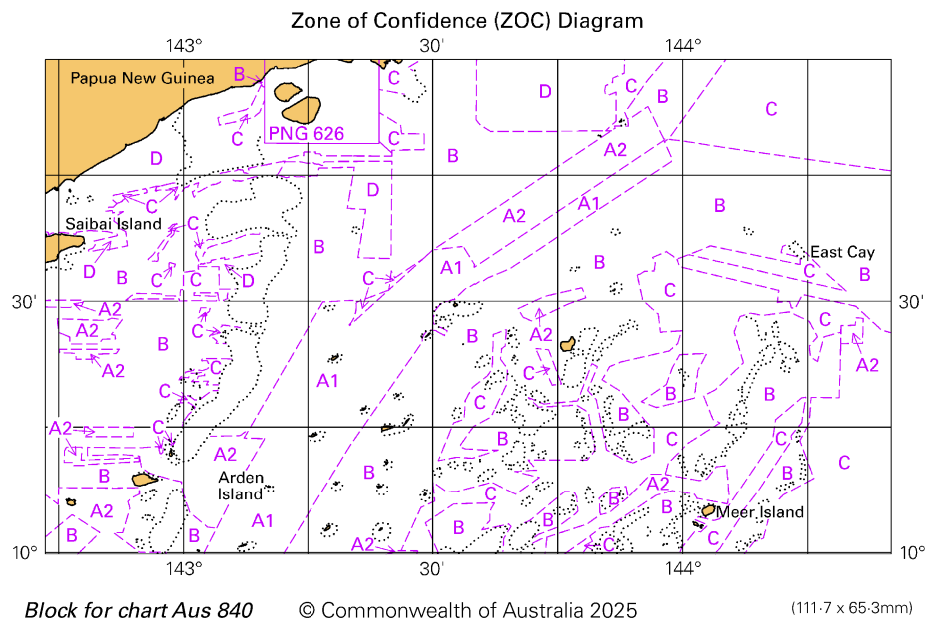 Zone of Confidence (ZOC) Diagram
143° 30' 144°
Papua New Guinea B C D C B C
C PNG 626 C
D B A2
C D
Saibai Island C A2 A1 B
B B East Cay
D B C C D C A1 C C B
30' 30'
A2
A2 B C B A2 C
A2 C A1 C A2
C C B B
A2 C C B C C
A2 B C
B Arden B C B A2 B
A2 Island A1 B B B Meer Island
B B A2 C C
10° 10°
143° 30' 144°
Block for chart Aus 840 © Commonwealth of Australia 2025 (111·7 x 65·3mm)